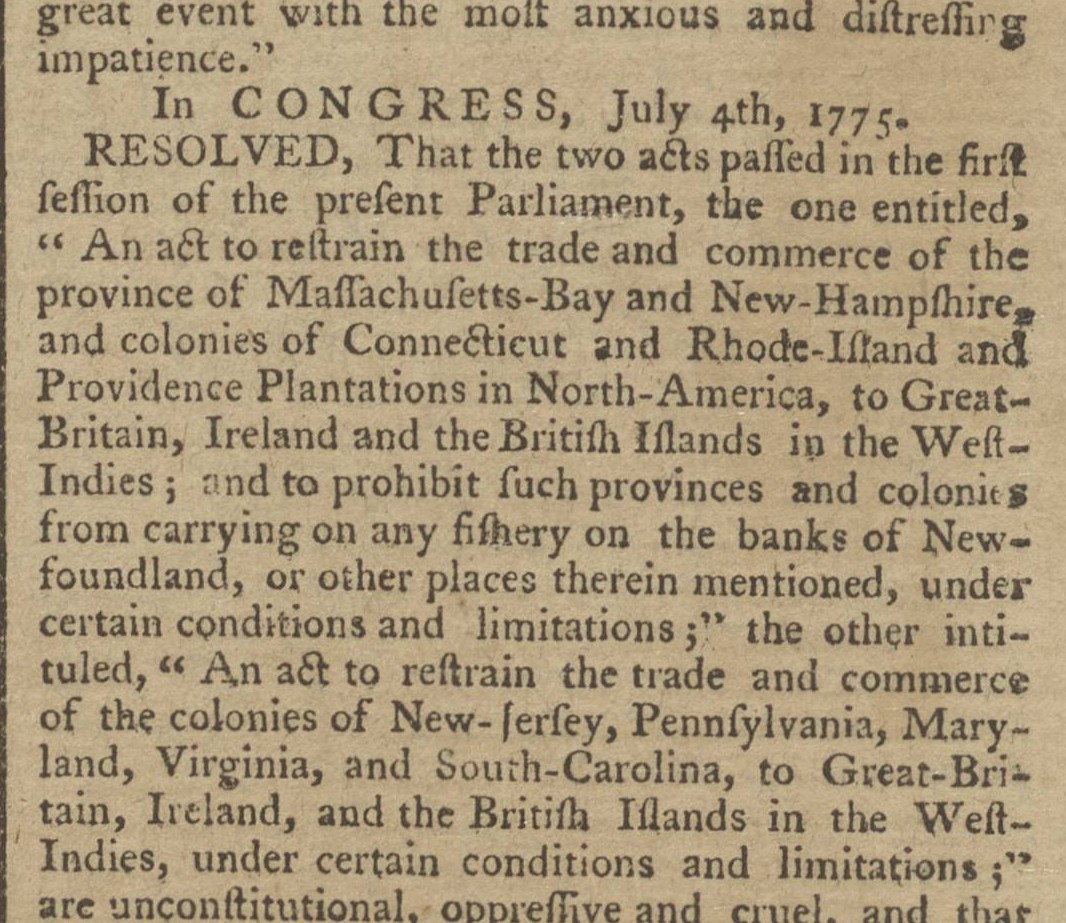 great event with the moſt anxious and diſtreſſing
impatience."
In CONGRESS, July 4th, 1775.
RESOLVED, That the two acts paſſed in the firſt
ſeſſion of the preſent Parliament, the one entitled,
“ An act to reſtrain the trade and commerce of the
province of Maſſachuſetts-Bay and New-Hampſhire,
and colonies of Connecticut and Rhode-Iſland and
Providence Plantations in North-America, to Great-
Britain, Ireland and the Britiſh Iſlands in the Weſt-
Indies; and to prohibit ſuch provinces and colonies
from carrying on any fiſhery on the banks of New-
foundland, or other places therein mentioned, under
certain conditions and limitations;” the other inti-
tuled, “ An act to reſtrain the trade and commerce
of the colonies of New-Jerſey, Pennſylvania, Mary-
land, Virginia, and South-Carolina, to Great-Bri-
tain, Ireland, and the Britiſh Iſlands in the Weſt-
Indies, under certain conditions and limitations;”
are unconſtitutional, oppreſſive and cruel, and that